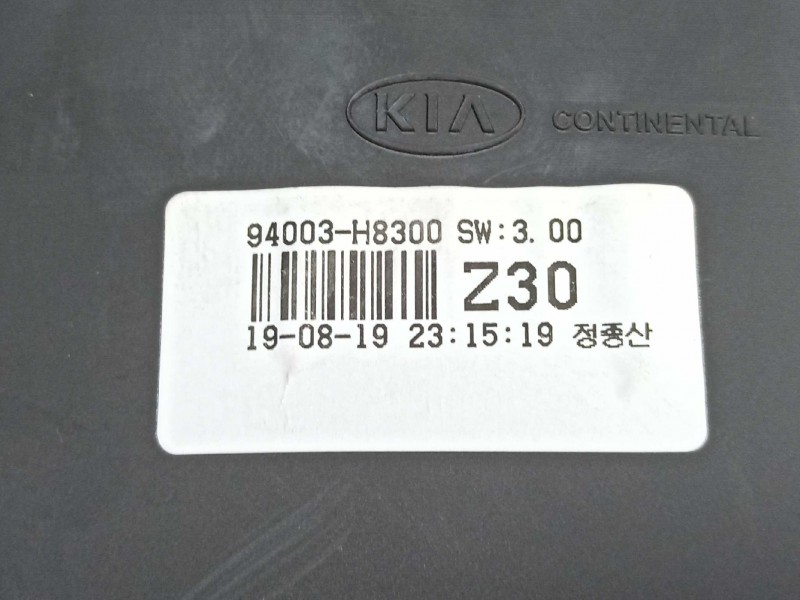 KIA CONTINENTAL
94003-H8300 SW:3. 00
Z30
19-08-19 23:15:19 정종산